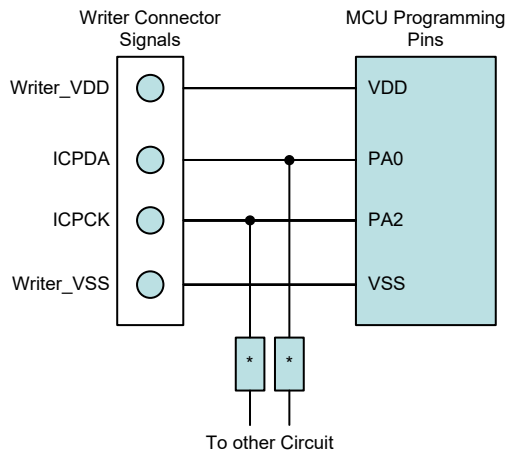 Writer Connector
Signals
MCU Programming
Pins
Writer_VDD
VDD
ICPDA
PA0
ICPCK
PA2
Writer_VSS
VSS
* *
To other Circuit